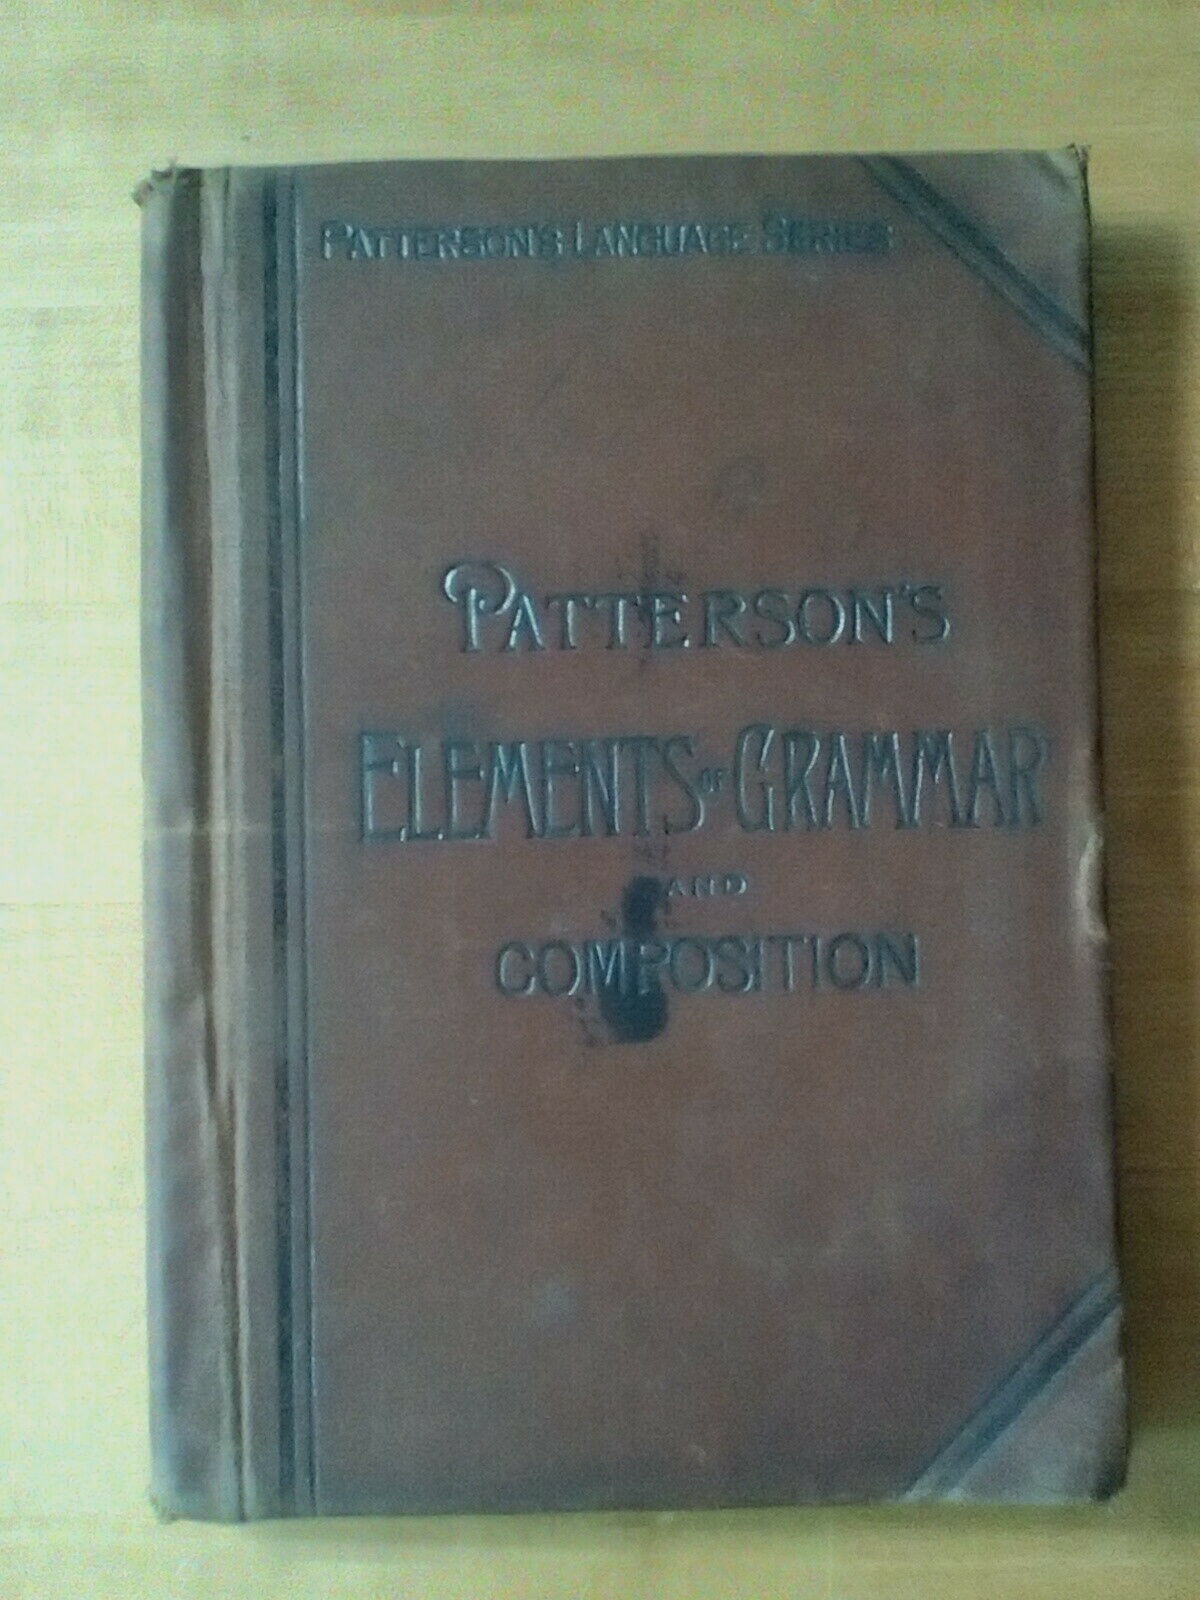 PATTERSON'S LANGUAGE SERIES
PATTERSON'S
ELEMENTS OF GRAMMAR
AND
COMPOSITION